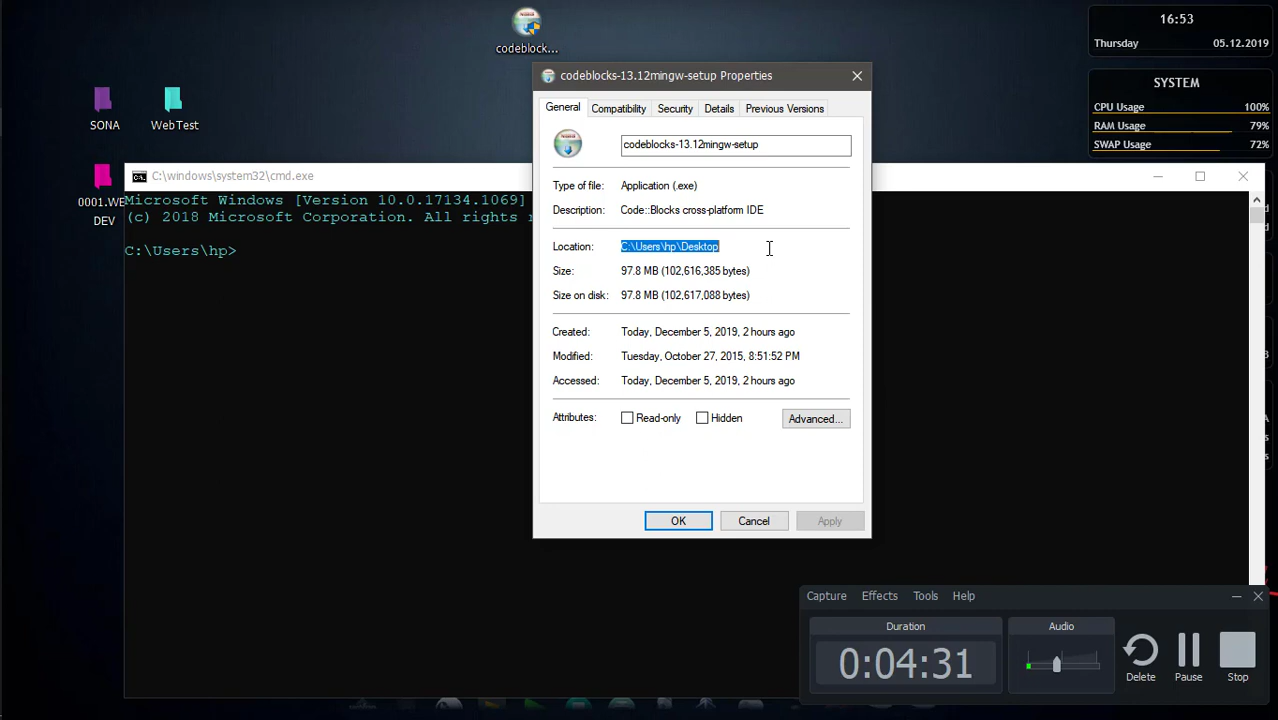 16:53
Thursday 05.12.2019
codeblock...
SYSTEM
CPU Usage 100%
RAM Usage 79%
SWAP Usage 72%
SONA
WebTest
0001.WE
DEV
codeblocks-13.12mingw-setup Properties
General Compatibility Security Details Previous Versions
codeblocks-13.12mingw-setup
Type of file: Application (.exe)
Description: Code::Blocks cross-platform IDE
Location: C:\Users\hp\Desktop
Size: 97.8 MB (102,616,385 bytes)
Size on disk: 97.8 MB (102,617,088 bytes)
Created: Today, December 5, 2019, 2 hours ago
Modified: Tuesday, October 27, 2015, 8:51:52 PM
Accessed: Today, December 5, 2019, 2 hours ago
Attributes: Read-only Hidden Advanced...
OK Cancel Apply
C:\windows\system32\cmd.exe
Microsoft Windows [Version 10.0.17134.1069]
(c) 2018 Microsoft Corporation. All rights
C:\Users\hp>
Capture Effects Tools Help
Duration
0:04:31
Audio
Delete Pause Stop